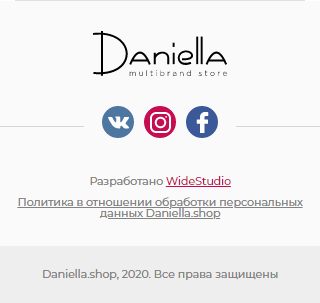 Daniella
multibrand store
Разработано WideStudio
Политика в отношении обработки персональных
данных Daniella.shop
Daniella.shop, 2020. Все права защищены